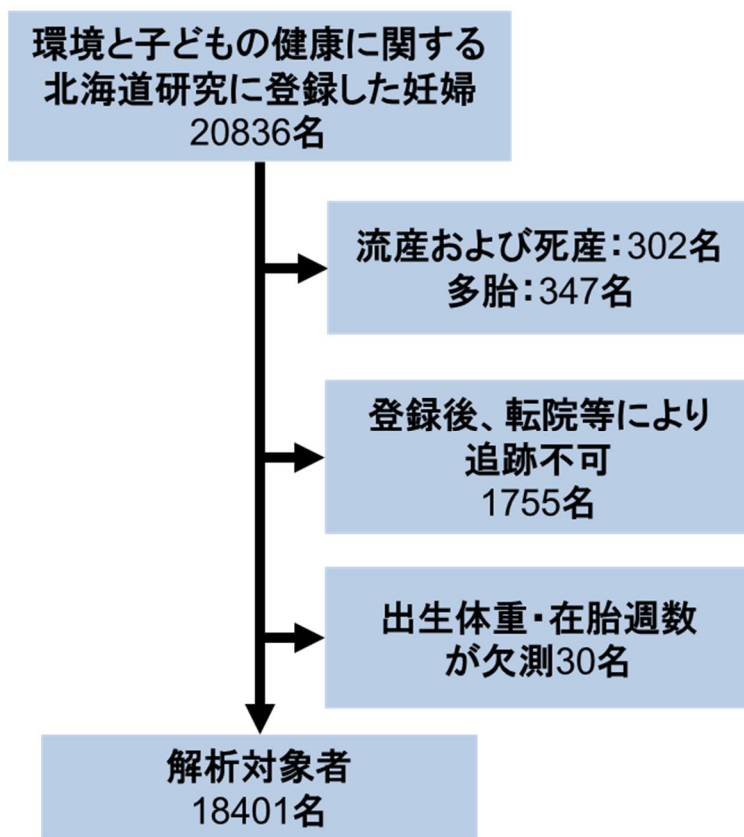 環境と子どもの健康に関する
北海道研究に登録した妊婦
20836名
流産および死産：302名
多胎：347名
登録後、転院等により
追跡不可
1755名
出生体重・在胎週数
が欠測30名
解析対象者
18401名